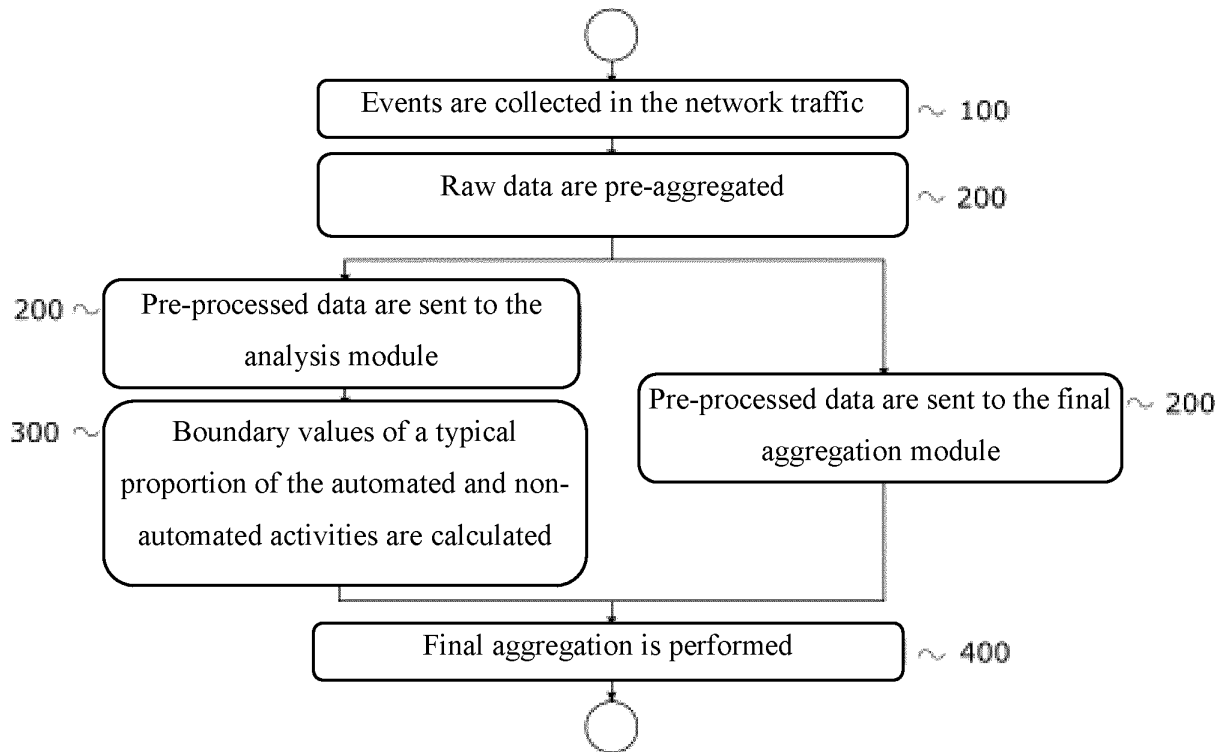 Events are collected in the network traffic
~ 100
Raw data are pre-aggregated
~ 200
200 ~
Pre-processed data are sent to the
analysis module
Pre-processed data are sent to the final
aggregation module
~ 200
300 ~
Boundary values of a typical
proportion of the automated and non-
automated activities are calculated
Final aggregation is performed
~ 400